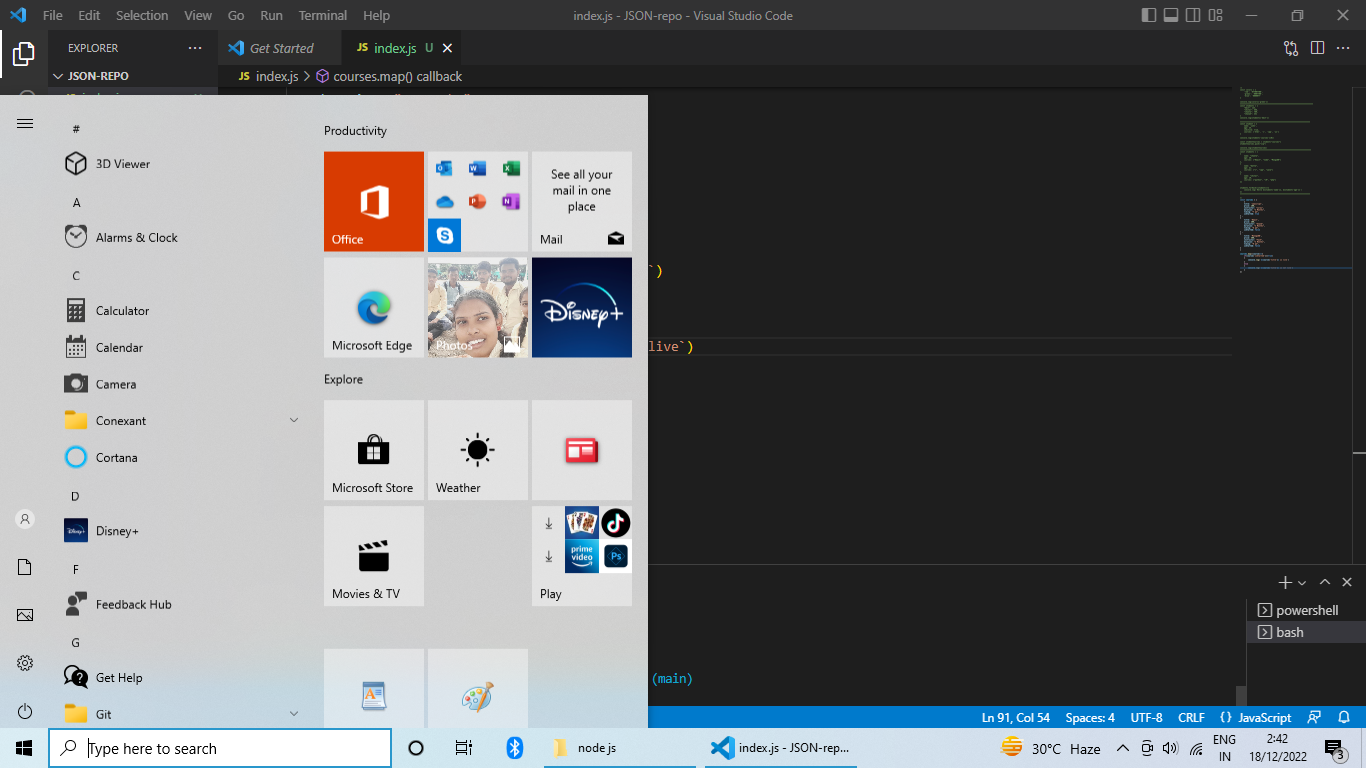 File Edit Selection View Go Run Terminal Help
index.js - JSON-repo - Visual Studio Code
EXPLORER
Get Started
JS index.js U
JSON-REPO
JS index.js courses.map() callback
#
3D Viewer
A
Alarms & Clock
C
Calculator
Calendar
Camera
Conexant
Cortana
D
Disney+
F
Feedback Hub
G
Get Help
Git
Productivity
Office
See all your
mail in one
place
Mail
Microsoft Edge
Photos
Disney+
Explore
Microsoft Store
Weather
Movies & TV
prime video
Ps
Play
`)
live`)
powershell
bash
(main)
Ln 91, Col 54 Spaces: 4 UTF-8 CRLF {} JavaScript
Type here to search
node js
index.js - JSON-rep...
30°C Haze
ENG
IN
2:42
18/12/2022
3